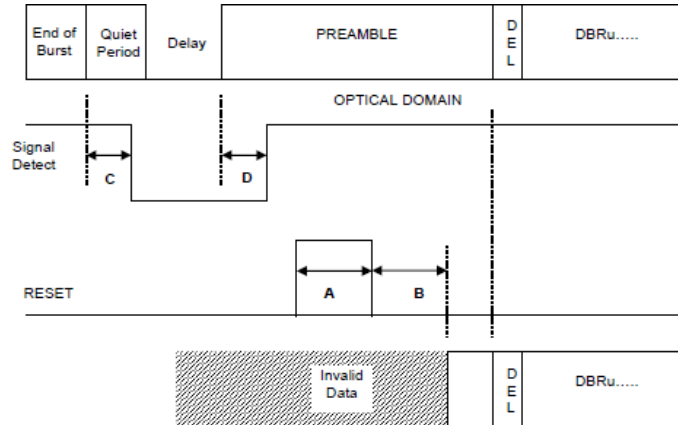 End of
Burst
Quiet
Period
Delay
PREAMBLE
D
E
L
DBRu.....
OPTICAL DOMAIN
Signal
Detect
C
D
RESET
A
B
Invalid
Data
D
E
L
DBRu.....